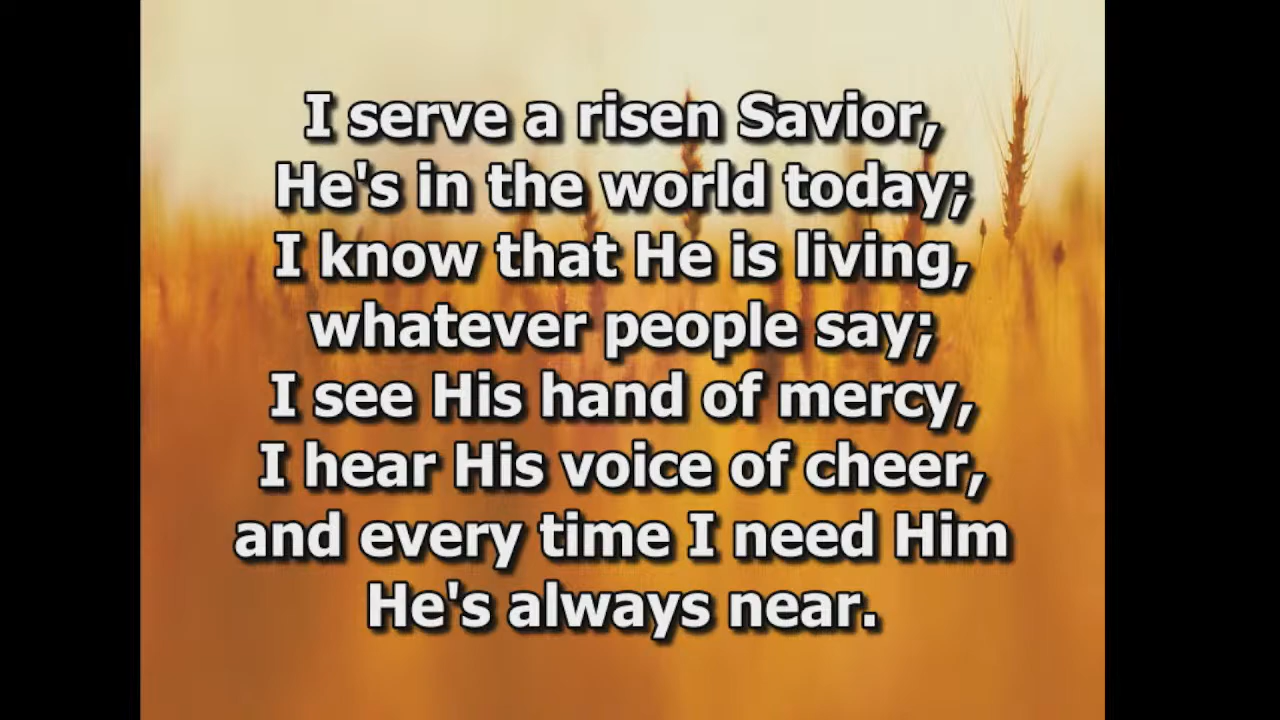 I serve a risen Savior,
He's in the world today;
I know that He is living,
whatever people say;
I see His hand of mercy,
I hear His voice of cheer,
and every time I need Him
He's always near.